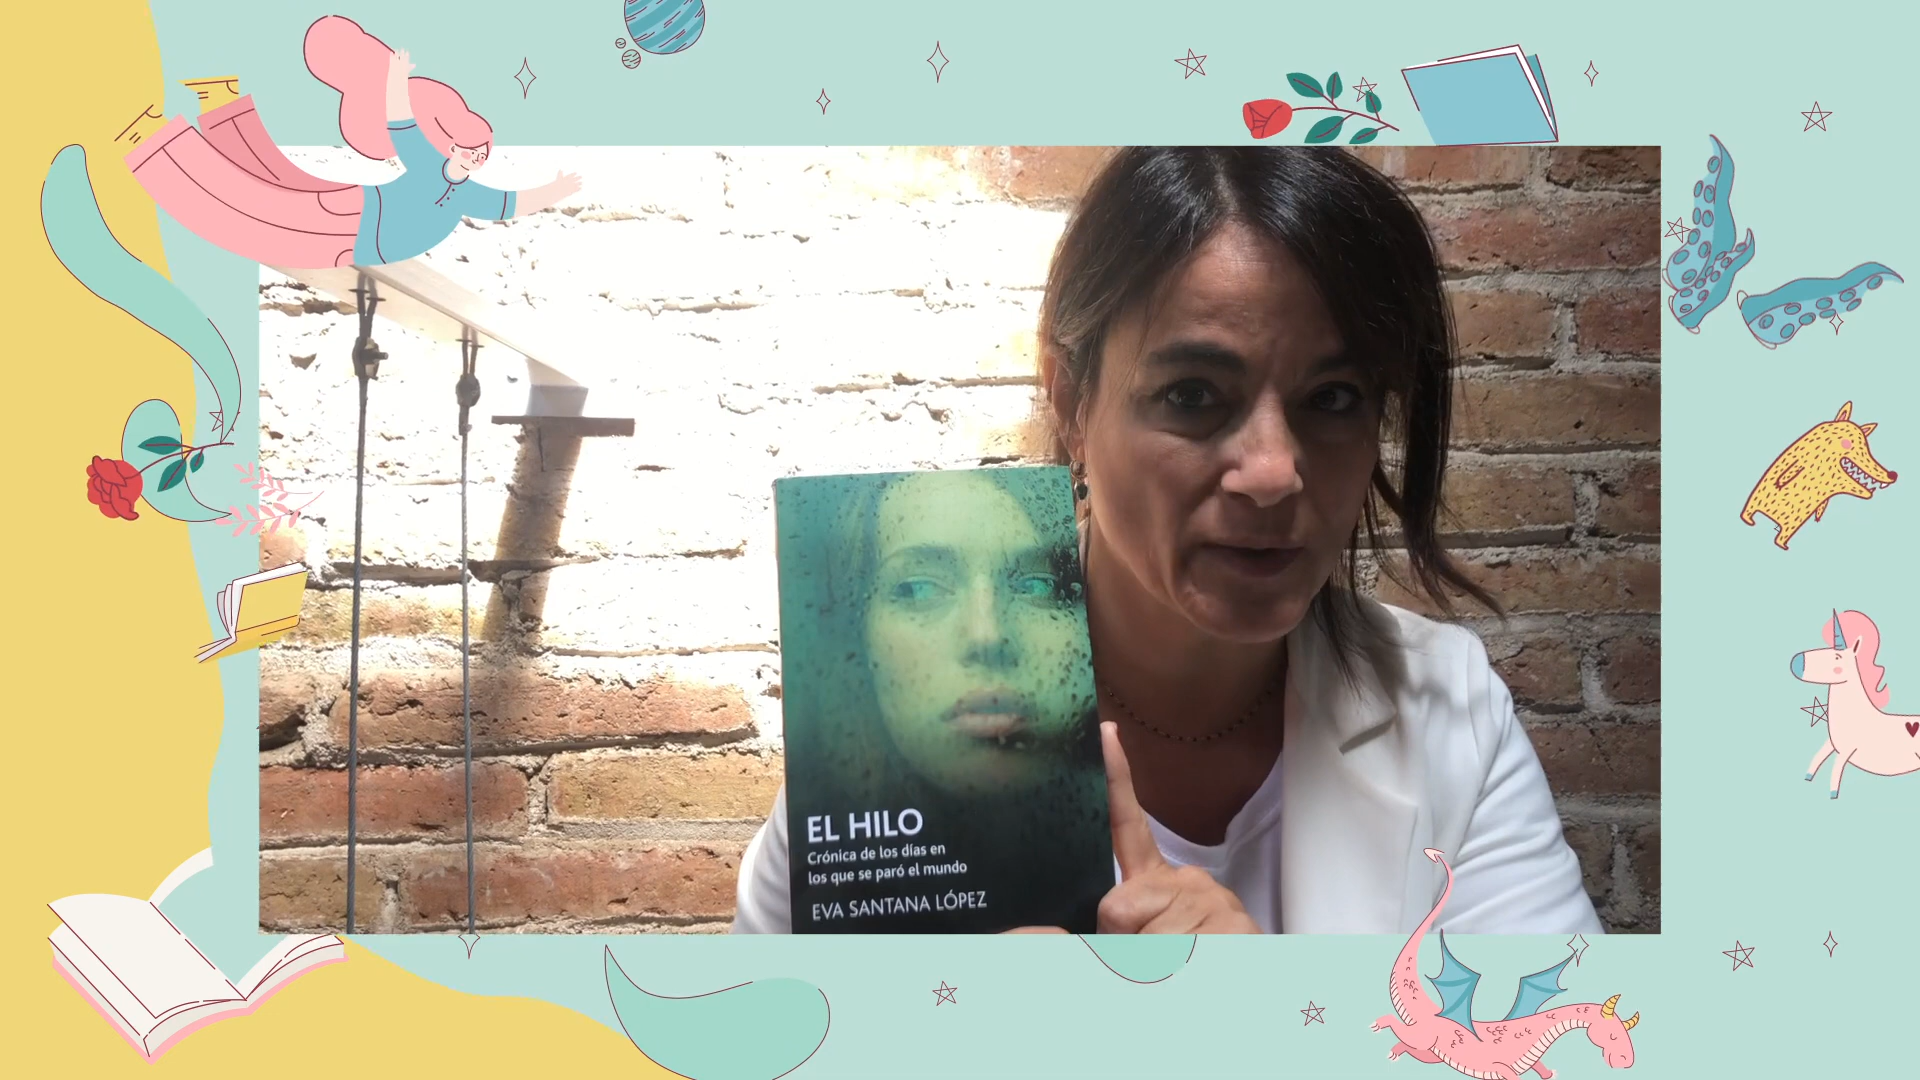 EL HILO
Crónica de los días en
los que se paró el mundo
EVA SANTANA LÓPEZ